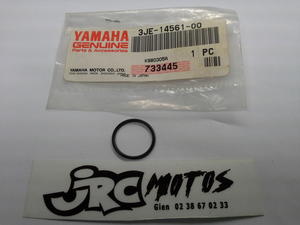 YAMAHA
GENUINE
Parts & Accessories
3JE-14561-00
1 PC
YAMAHA MOTOR CO., LTD.
MADE IN JAPAN
733445
JRC MOTOS
Gien 02 38 67 02 33